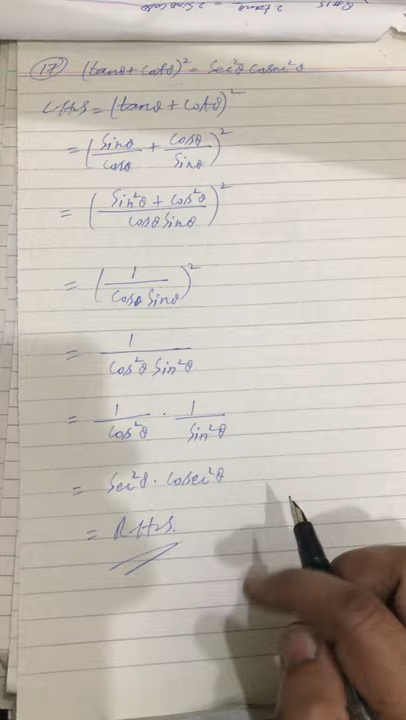 (17) (tanθ + cotθ)² = Sec²θ Cosec²θ
L.H.S = (tanθ + cotθ)²
= (Sinθ/Cosθ + Cosθ/Sinθ)²
= ((Sin²θ + Cos²θ)/(Cosθ Sinθ))²
= (1/(Cosθ Sinθ))²
= 1/(Cos²θ Sin²θ)
= 1/Cos²θ · 1/Sin²θ
= Sec²θ · Cosec²θ
= R.H.S.